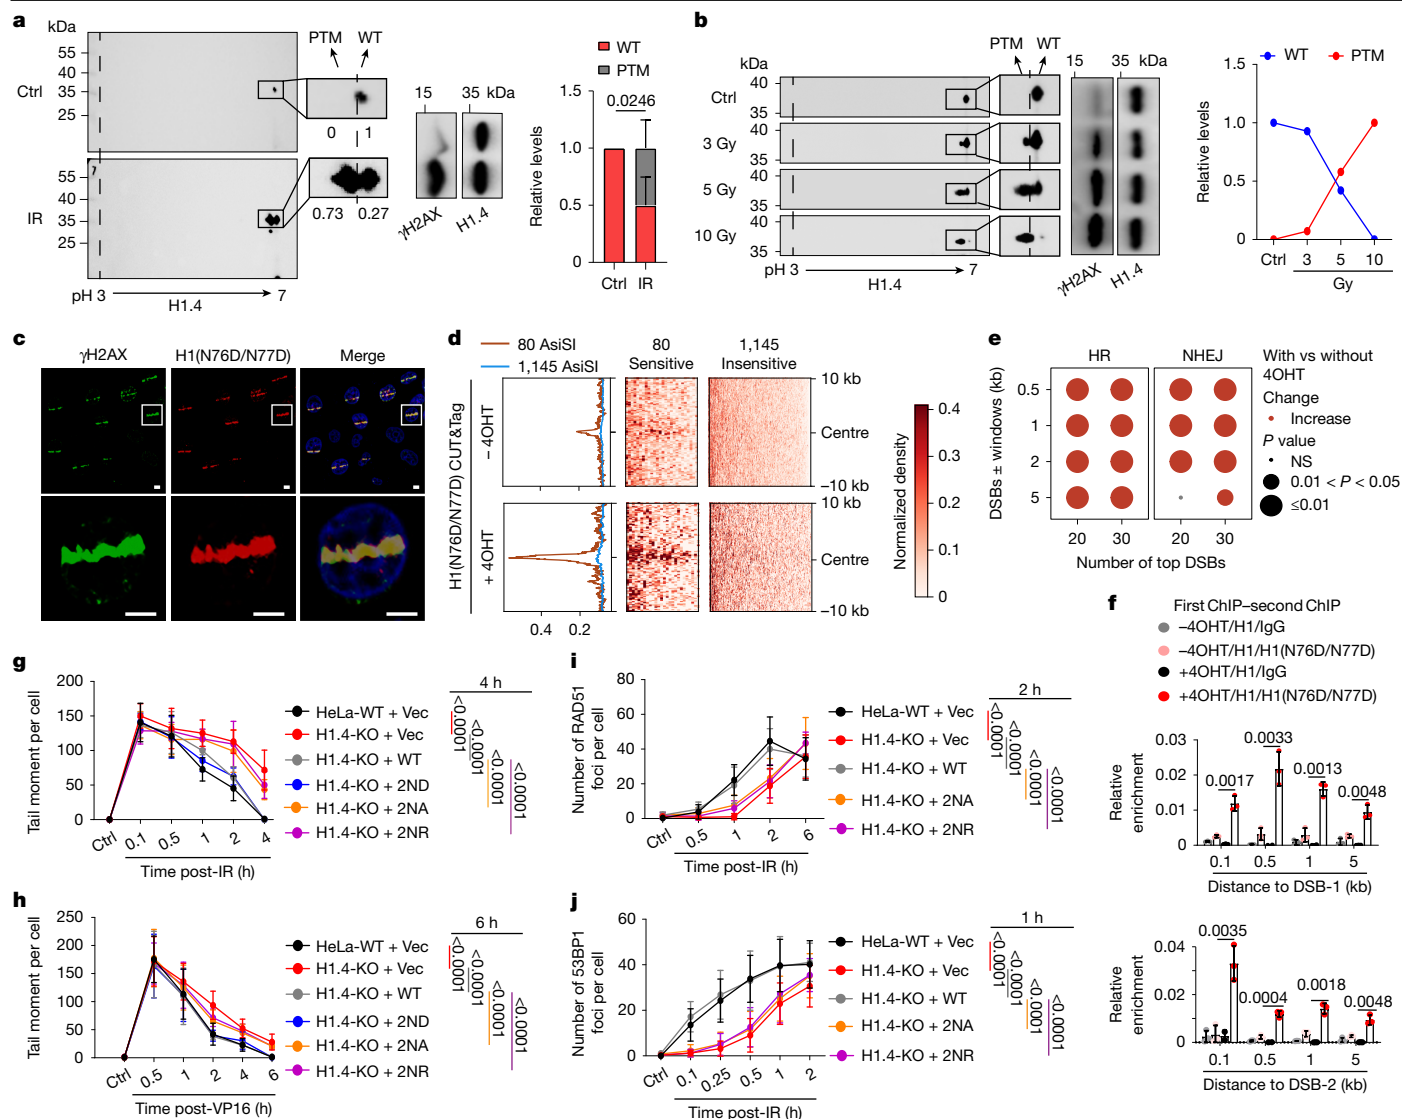 a
kDa
55
40
Ctrl
35
25
55
40
IR
35
25
pH 3
7
H1.4
PTM
WT
0
1
0.73
0.27
15
35 kDa
γH2AX
H1.4
WT
PTM
0.0246
Relative levels
1.5
1.0
0.5
0
Ctrl IR
b
kDa
Ctrl
40
35
3 Gy
40
35
5 Gy
40
35
10 Gy
40
35
pH 3
7
H1.4
PTM
WT
15
35 kDa
γH2AX
H1.4
WT
PTM
Relative levels
1.5
1.0
0.5
0
Ctrl 3 5 10
Gy
c
γH2AX
H1(N76D/N77D)
Merge
d
80 AsiSI
1,145 AsiSI
80
Sensitive
1,145
Insensitive
H1(N76D/N77D) CUT&Tag
− 4OHT
+ 4OHT
10 kb
Centre
−10 kb
10 kb
Centre
−10 kb
0.4 0.2
Normalized density
0.4
0.3
0.2
0.1
0
e
HR
NHEJ
DSBs ± windows (kb)
0.5
1
2
5
20 30 20 30
Number of top DSBs
With vs without
4OHT
Change
Increase
P value
NS
0.01 < P < 0.05
≤0.01
f
First ChIP–second ChIP
−4OHT/H1/IgG
−4OHT/H1/H1(N76D/N77D)
+4OHT/H1/IgG
+4OHT/H1/H1(N76D/N77D)
Relative
enrichment
0.03
0.02
0.01
0
0.0017
0.0033
0.0013
0.0048
0.1 0.5 1 5
Distance to DSB-1 (kb)
Relative
enrichment
0.04
0.02
0
0.0035
0.0004
0.0018
0.0048
0.1 0.5 1 5
Distance to DSB-2 (kb)
g
Tail moment per cell
200
150
100
50
0
Ctrl 0.1 0.5 1 2 4
Time post-IR (h)
HeLa-WT + Vec
H1.4-KO + Vec
H1.4-KO + WT
H1.4-KO + 2ND
H1.4-KO + 2NA
H1.4-KO + 2NR
4 h
<0.0001
<0.0001
<0.0001
<0.0001
h
Tail moment per cell
250
200
150
100
50
0
Ctrl 0.5 1 2 4 6
Time post-VP16 (h)
HeLa-WT + Vec
H1.4-KO + Vec
H1.4-KO + WT
H1.4-KO + 2ND
H1.4-KO + 2NA
H1.4-KO + 2NR
6 h
<0.0001
<0.0001
<0.0001
<0.0001
i
Number of RAD51
foci per cell
80
60
40
20
0
Ctrl 0.5 1 2 6
Time post-IR (h)
HeLa-WT + Vec
H1.4-KO + Vec
H1.4-KO + WT
H1.4-KO + 2NA
H1.4-KO + 2NR
2 h
<0.0001
<0.0001
<0.0001
<0.0001
j
Number of 53BP1
foci per cell
60
40
20
0
Ctrl 0.1 0.25 0.5 1 2
Time post-IR (h)
HeLa-WT + Vec
H1.4-KO + Vec
H1.4-KO + WT
H1.4-KO + 2NA
H1.4-KO + 2NR
1 h
<0.0001
<0.0001
<0.0001
<0.0001